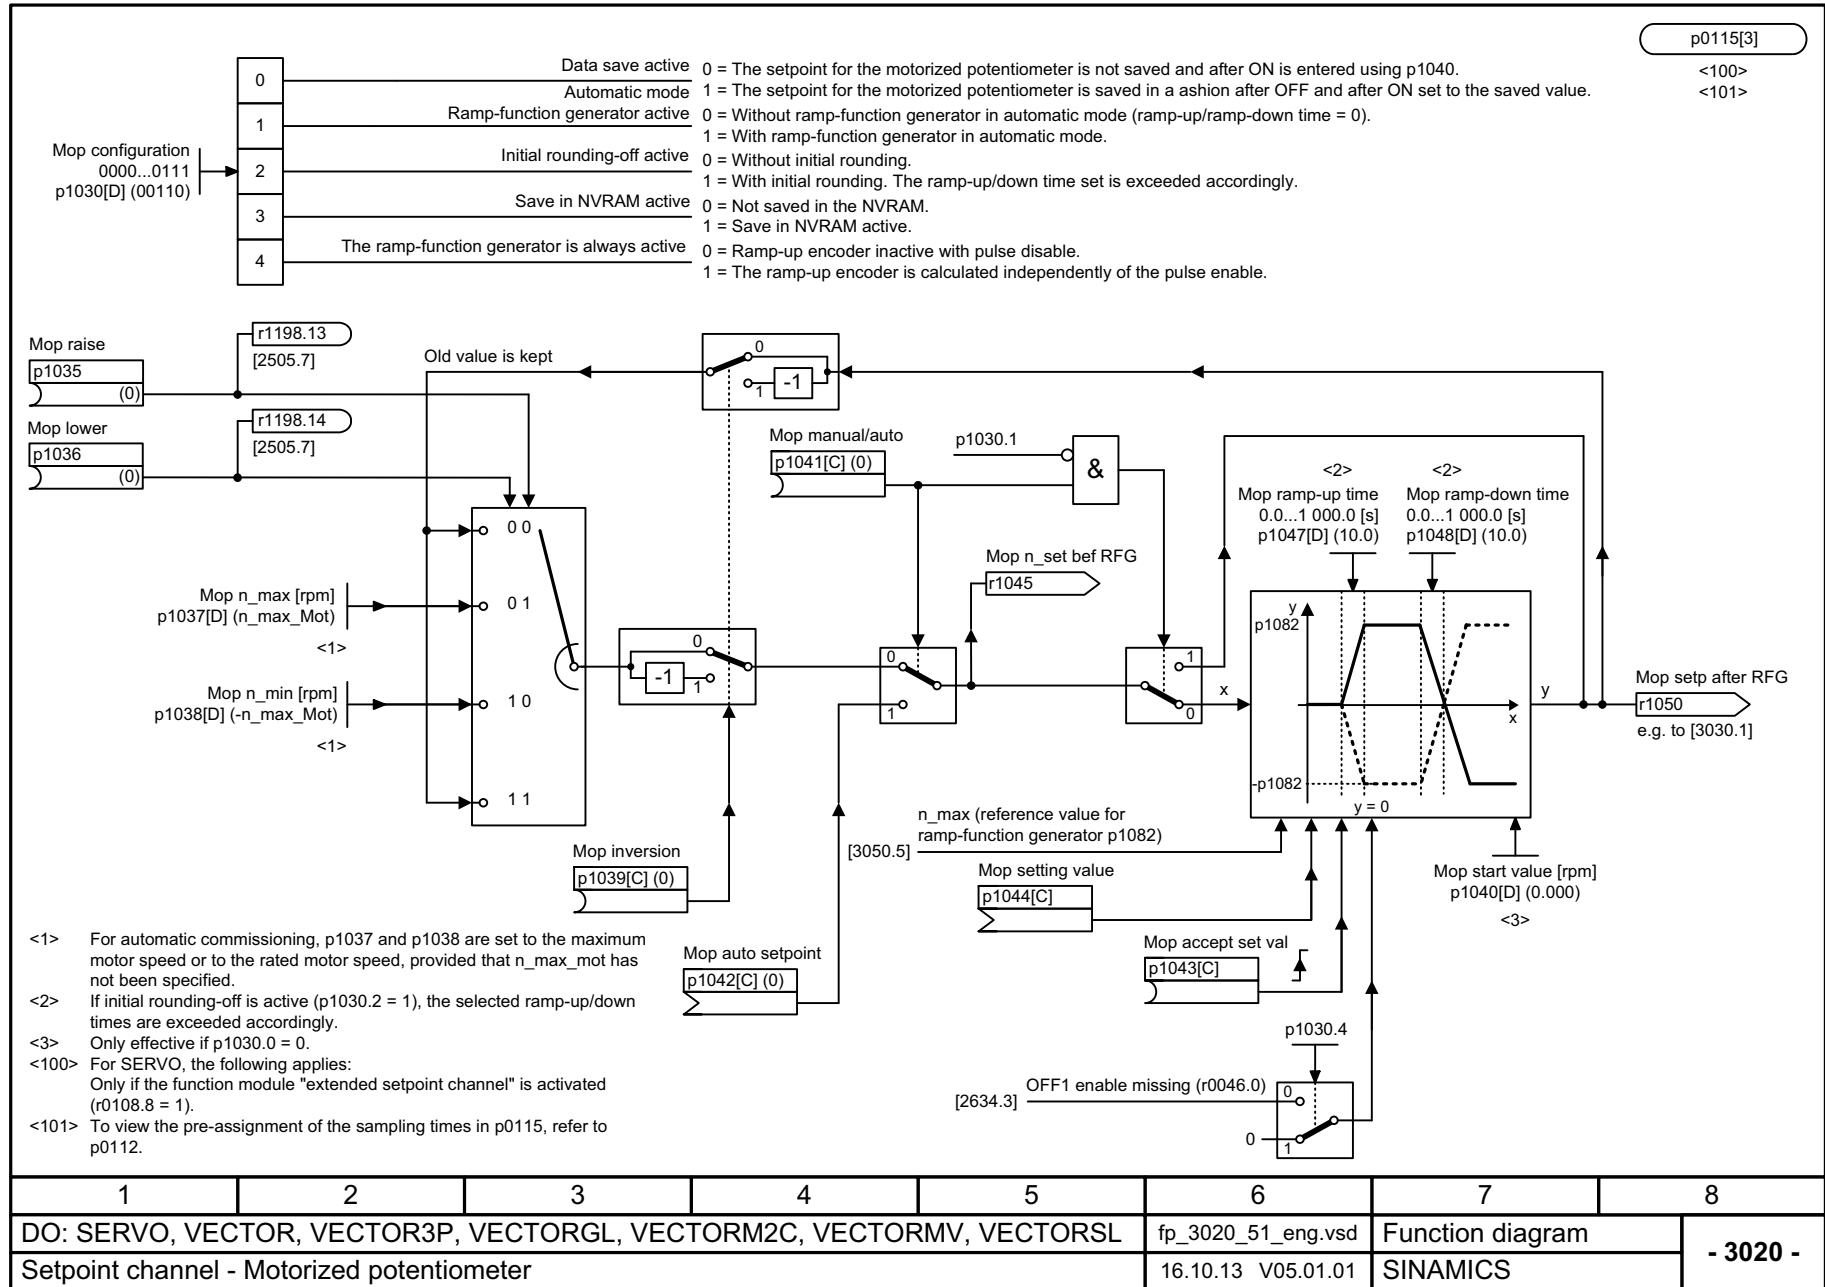 p0115[3]
<100>
<101>
Mop configuration
0000...0111
p1030[D] (00110)
0
1
2
3
4
Data save active
Automatic mode
0 = The setpoint for the motorized potentiometer is not saved and after ON is entered using p1040.
1 = The setpoint for the motorized potentiometer is saved in a ashion after OFF and after ON set to the saved value.
Ramp-function generator active
0 = Without ramp-function generator in automatic mode (ramp-up/ramp-down time = 0).
1 = With ramp-function generator in automatic mode.
Initial rounding-off active
0 = Without initial rounding.
1 = With initial rounding. The ramp-up/down time set is exceeded accordingly.
Save in NVRAM active
0 = Not saved in the NVRAM.
1 = Save in NVRAM active.
The ramp-function generator is always active
0 = Ramp-up encoder inactive with pulse disable.
1 = The ramp-up encoder is calculated independently of the pulse enable.
Mop raise
p1035
(0)
r1198.13
[2505.7]
Mop lower
p1036
(0)
r1198.14
[2505.7]
Old value is kept
0
1
-1
Mop manual/auto
p1041[C] (0)
p1030.1
&
<2>
Mop ramp-up time
0.0...1 000.0 [s]
p1047[D] (10.0)
<2>
Mop ramp-down time
0.0...1 000.0 [s]
p1048[D] (10.0)
0 0
0 1
1 0
1 1
Mop n_max [rpm]
p1037[D] (n_max_Mot)
<1>
Mop n_min [rpm]
p1038[D] (-n_max_Mot)
<1>
0
-1
1
0
1
Mop n_set bef RFG
r1045
1
0
x
y
p1082
-p1082
x
y = 0
y
Mop setp after RFG
r1050
e.g. to [3030.1]
Mop inversion
p1039[C] (0)
n_max (reference value for
ramp-function generator p1082)
[3050.5]
Mop setting value
p1044[C]
Mop start value [rpm]
p1040[D] (0.000)
<3>
Mop auto setpoint
p1042[C] (0)
Mop accept set val
p1043[C]
p1030.4
OFF1 enable missing (r0046.0)
[2634.3]
0
0
1
<1> For automatic commissioning, p1037 and p1038 are set to the maximum
motor speed or to the rated motor speed, provided that n_max_mot has
not been specified.
<2> If initial rounding-off is active (p1030.2 = 1), the selected ramp-up/down
times are exceeded accordingly.
<3> Only effective if p1030.0 = 0.
<100> For SERVO, the following applies:
Only if the function module "extended setpoint channel" is activated
(r0108.8 = 1).
<101> To view the pre-assignment of the sampling times in p0115, refer to
p0112.
1 2 3 4 5 6 7 8
DO: SERVO, VECTOR, VECTOR3P, VECTORGL, VECTORM2C, VECTORMV, VECTORSL
fp_3020_51_eng.vsd
Function diagram
- 3020 -
Setpoint channel - Motorized potentiometer
16.10.13 V05.01.01
SINAMICS